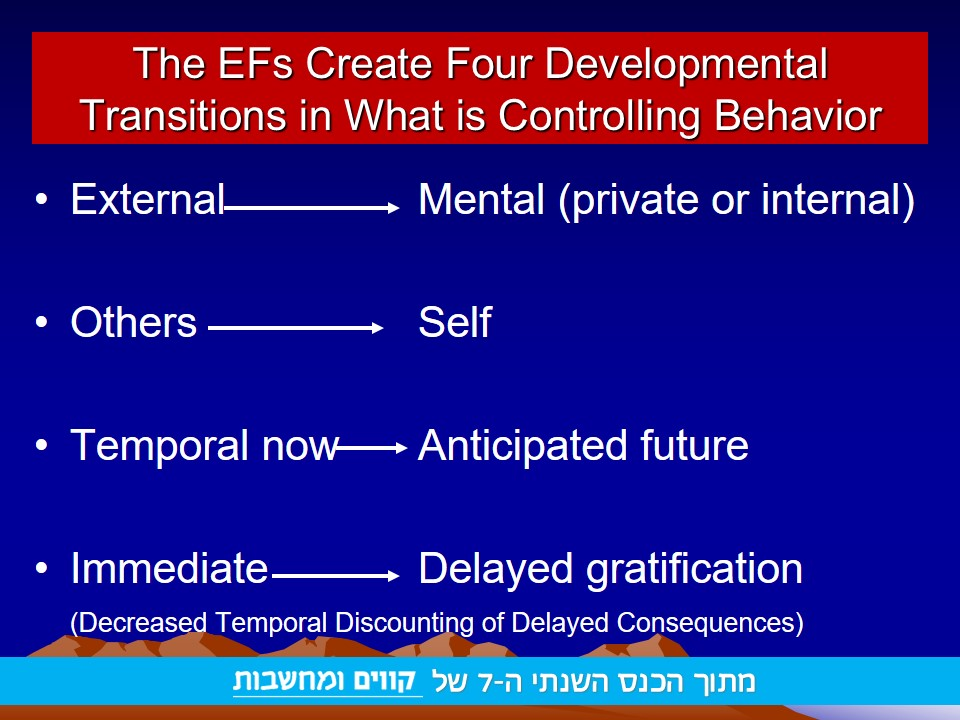 The EFs Create Four Developmental
Transitions in What is Controlling Behavior
• External Mental (private or internal)
• Others Self
• Temporal now Anticipated future
• Immediate Delayed gratification
(Decreased Temporal Discounting of Delayed Consequences)
מתוך הכנס השנתי ה-7 של קווים ומחשבות